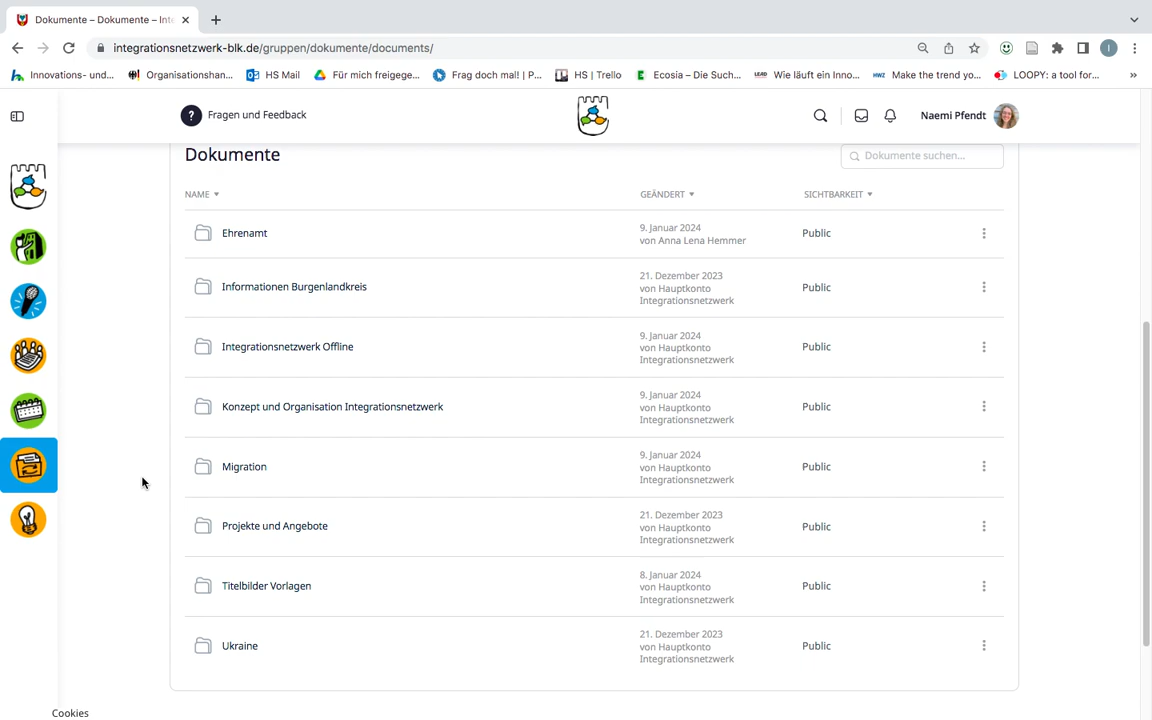 Dokumente – Dokumente – Inte
integrationsnetzwerk-blk.de/gruppen/dokumente/documents/
Innovations- und...
Organisationshan...
HS Mail
Für mich freigege...
Frag doch mal! | P...
HS | Trello
Ecosia – Die Such...
LEAD Wie läuft ein Inno...
HWZ Make the trend yo...
LOOPY: a tool for...
»
? Fragen und Feedback
Naemi Pfendt
Dokumente
Dokumente suchen...
NAME GEÄNDERT SICHTBARKEIT
Ehrenamt
9. Januar 2024
von Anna Lena Hemmer
Public
Informationen Burgenlandkreis
21. Dezember 2023
von Hauptkonto
Integrationsnetzwerk
Public
Integrationsnetzwerk Offline
9. Januar 2024
von Hauptkonto
Integrationsnetzwerk
Public
Konzept und Organisation Integrationsnetzwerk
9. Januar 2024
von Hauptkonto
Integrationsnetzwerk
Public
Migration
9. Januar 2024
von Hauptkonto
Integrationsnetzwerk
Public
Projekte und Angebote
21. Dezember 2023
von Hauptkonto
Integrationsnetzwerk
Public
Titelbilder Vorlagen
8. Januar 2024
von Hauptkonto
Integrationsnetzwerk
Public
Ukraine
21. Dezember 2023
von Hauptkonto
Integrationsnetzwerk
Public
Cookies